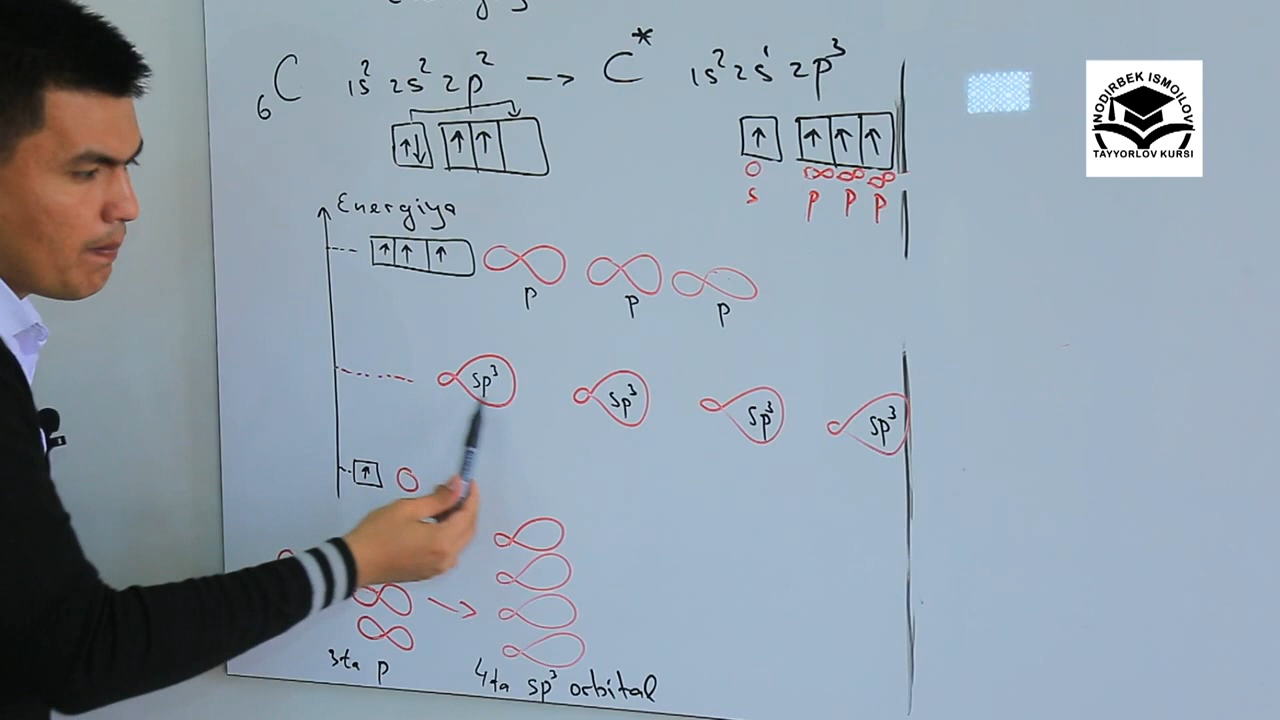 ₆C 1s² 2s² 2p² → C* 1s² 2s¹ 2p³
s p p p
Energiya
p p p
sp³ sp³ sp³ sp³
3ta p
4ta sp³ orbital
NODIRBEK ISMOILOV
TAYYORLOV KURSI